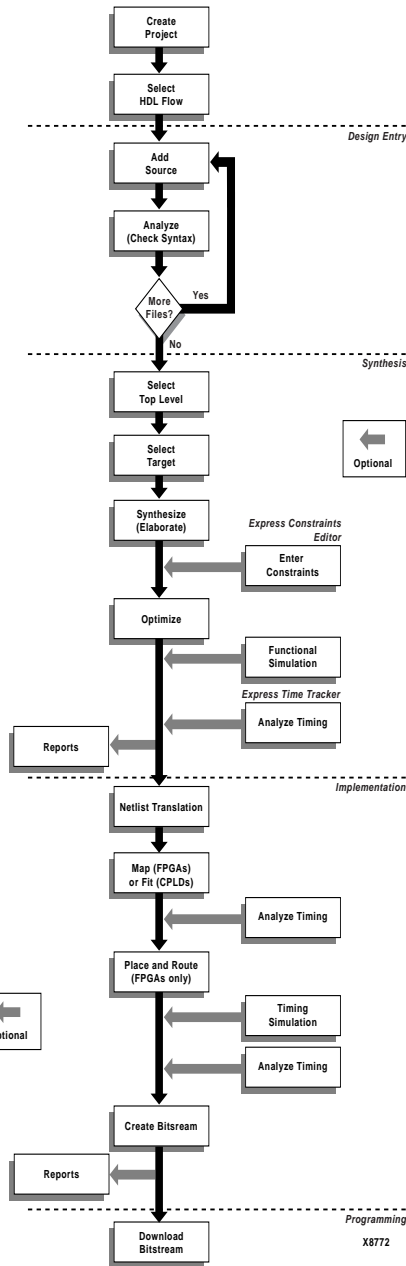 Create
Project
Select
HDL Flow
Design Entry
Add
Source
Analyze
(Check Syntax)
More
Files?
Yes
No
Synthesis
Select
Top Level
Select
Target
Optional
Synthesize
(Elaborate)
Express Constraints
Editor
Enter
Constraints
Optimize
Functional
Simulation
Express Time Tracker
Analyze Timing
Reports
Implementation
Netlist Translation
Map (FPGAs)
or Fit (CPLDs)
Analyze Timing
Place and Route
(FPGAs only)
Timing
Simulation
ptional
Analyze Timing
Create Bitsream
Reports
Programming
Download
Bitstream
X8772